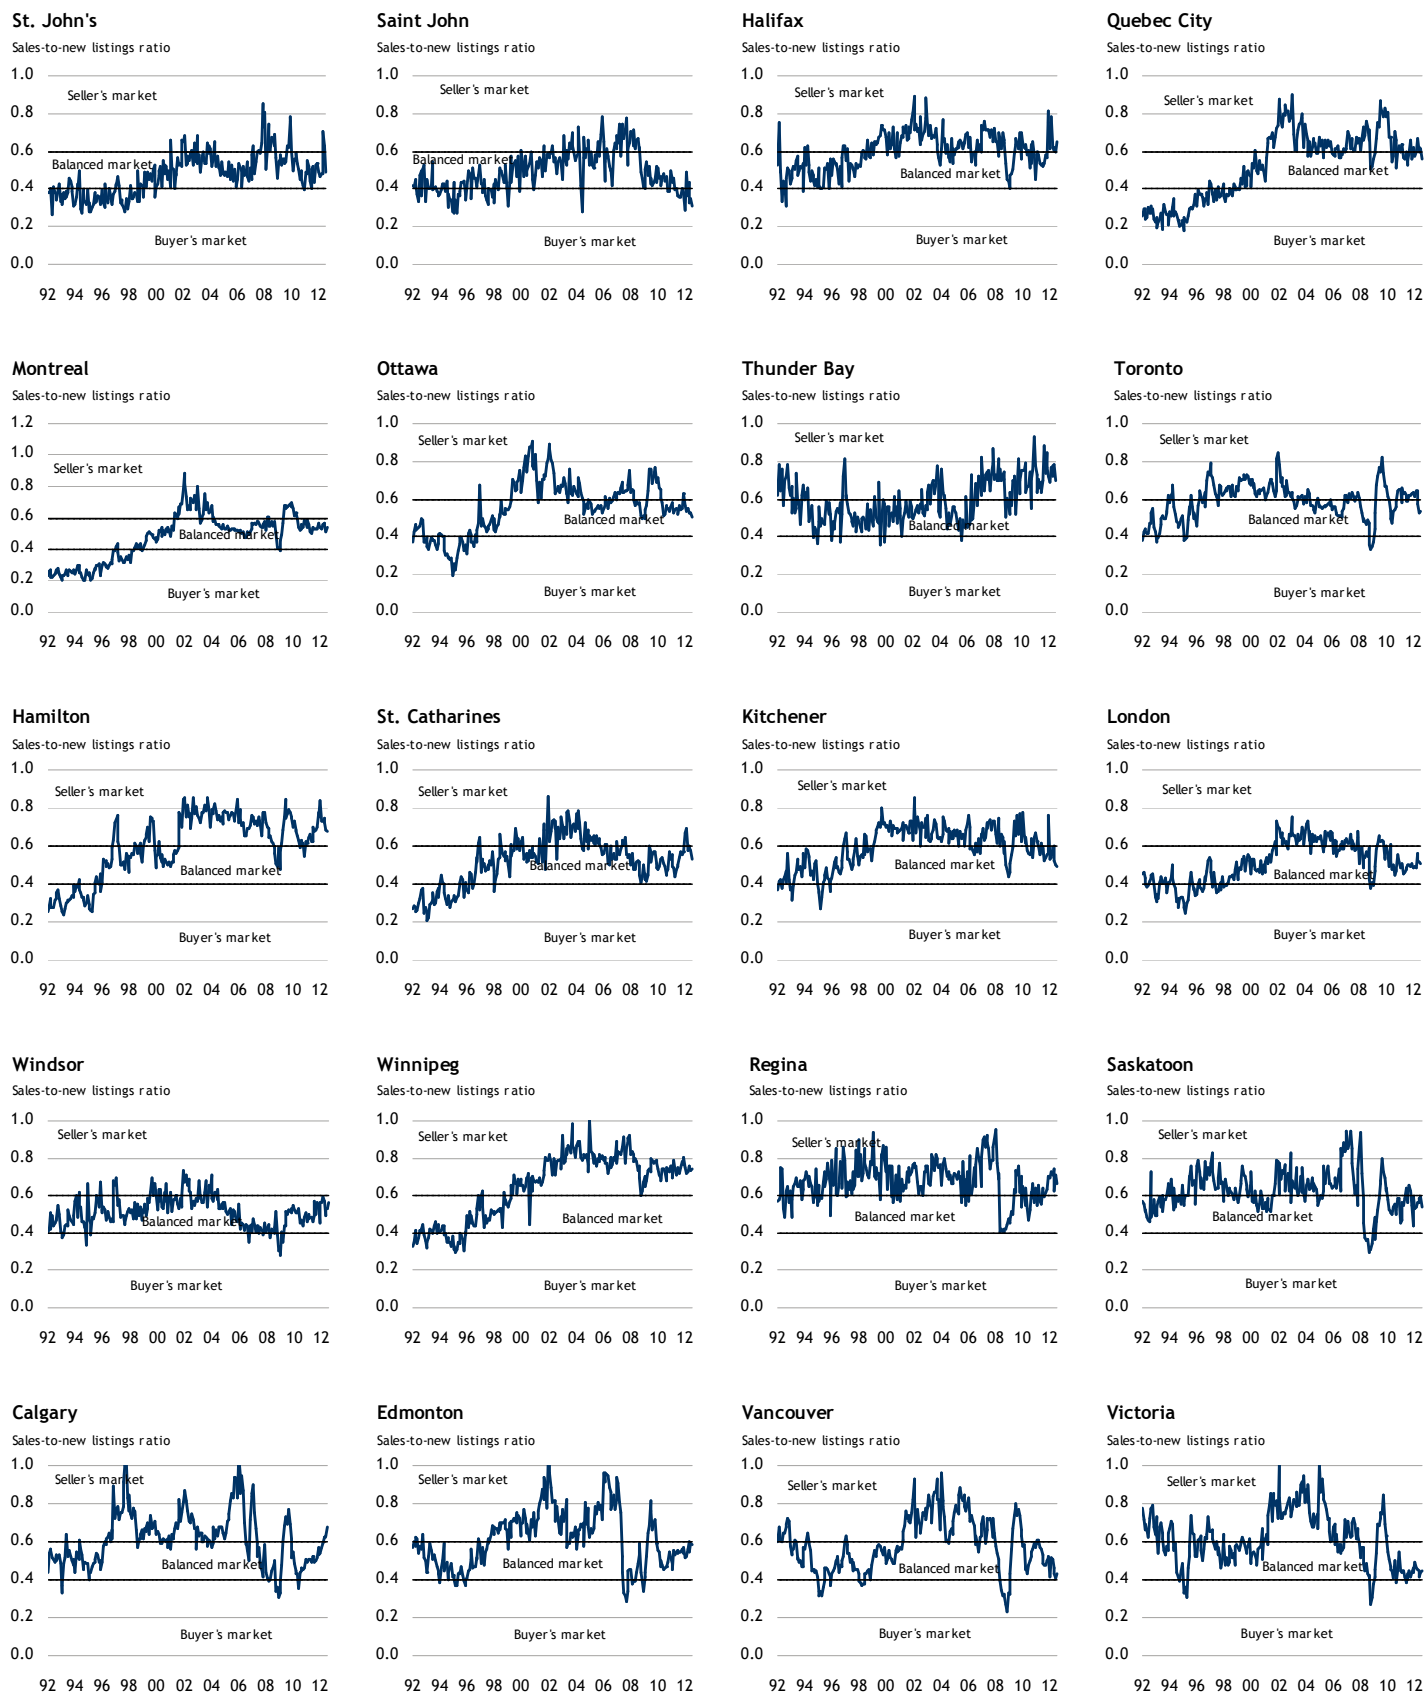 St. John's
Sales-to-new listings ratio
1.0
0.8
0.6
0.4
0.2
0.0
Seller's market
Balanced market
Buyer's market
92 94 96 98 00 02 04 06 08 10 12
Saint John
Sales-to-new listings ratio
1.0
0.8
0.6
0.4
0.2
0.0
Seller's market
Balanced market
Buyer's market
92 94 96 98 00 02 04 06 08 10 12
Halifax
Sales-to-new listings ratio
1.0
0.8
0.6
0.4
0.2
0.0
Seller's market
Balanced market
Buyer's market
92 94 96 98 00 02 04 06 08 10 12
Quebec City
Sales-to-new listings ratio
1.0
0.8
0.6
0.4
0.2
0.0
Seller's market
Balanced market
Buyer's market
92 94 96 98 00 02 04 06 08 10 12
Montreal
Sales-to-new listings ratio
1.2
1.0
0.8
0.6
0.4
0.2
0.0
Seller's market
Balanced market
Buyer's market
92 94 96 98 00 02 04 06 08 10 12
Ottawa
Sales-to-new listings ratio
1.0
0.8
0.6
0.4
0.2
0.0
Seller's market
Balanced market
Buyer's market
92 94 96 98 00 02 04 06 08 10 12
Thunder Bay
Sales-to-new listings ratio
1.0
0.8
0.6
0.4
0.2
0.0
Seller's market
Balanced market
Buyer's market
92 94 96 98 00 02 04 06 08 10 12
Toronto
Sales-to-new listings ratio
1.0
0.8
0.6
0.4
0.2
0.0
Seller's market
Balanced market
Buyer's market
92 94 96 98 00 02 04 06 08 10 12
Hamilton
Sales-to-new listings ratio
1.0
0.8
0.6
0.4
0.2
0.0
Seller's market
Balanced market
Buyer's market
92 94 96 98 00 02 04 06 08 10 12
St. Catharines
Sales-to-new listings ratio
1.0
0.8
0.6
0.4
0.2
0.0
Seller's market
Balanced market
Buyer's market
92 94 96 98 00 02 04 06 08 10 12
Kitchener
Sales-to-new listings ratio
1.0
0.8
0.6
0.4
0.2
0.0
Seller's market
Balanced market
Buyer's market
92 94 96 98 00 02 04 06 08 10 12
London
Sales-to-new listings ratio
1.0
0.8
0.6
0.4
0.2
0.0
Seller's market
Balanced market
Buyer's market
92 94 96 98 00 02 04 06 08 10 12
Windsor
Sales-to-new listings ratio
1.0
0.8
0.6
0.4
0.2
0.0
Seller's market
Balanced market
Buyer's market
92 94 96 98 00 02 04 06 08 10 12
Winnipeg
Sales-to-new listings ratio
1.0
0.8
0.6
0.4
0.2
0.0
Seller's market
Balanced market
Buyer's market
92 94 96 98 00 02 04 06 08 10 12
Regina
Sales-to-new listings ratio
1.0
0.8
0.6
0.4
0.2
0.0
Seller's market
Balanced market
Buyer's market
92 94 96 98 00 02 04 06 08 10 12
Saskatoon
Sales-to-new listings ratio
1.0
0.8
0.6
0.4
0.2
0.0
Seller's market
Balanced market
Buyer's market
92 94 96 98 00 02 04 06 08 10 12
Calgary
Sales-to-new listings ratio
1.0
0.8
0.6
0.4
0.2
0.0
Seller's market
Balanced market
Buyer's market
92 94 96 98 00 02 04 06 08 10 12
Edmonton
Sales-to-new listings ratio
1.0
0.8
0.6
0.4
0.2
0.0
Seller's market
Balanced market
Buyer's market
92 94 96 98 00 02 04 06 08 10 12
Vancouver
Sales-to-new listings ratio
1.0
0.8
0.6
0.4
0.2
0.0
Seller's market
Balanced market
Buyer's market
92 94 96 98 00 02 04 06 08 10 12
Victoria
Sales-to-new listings ratio
1.0
0.8
0.6
0.4
0.2
0.0
Seller's market
Balanced market
Buyer's market
92 94 96 98 00 02 04 06 08 10 12